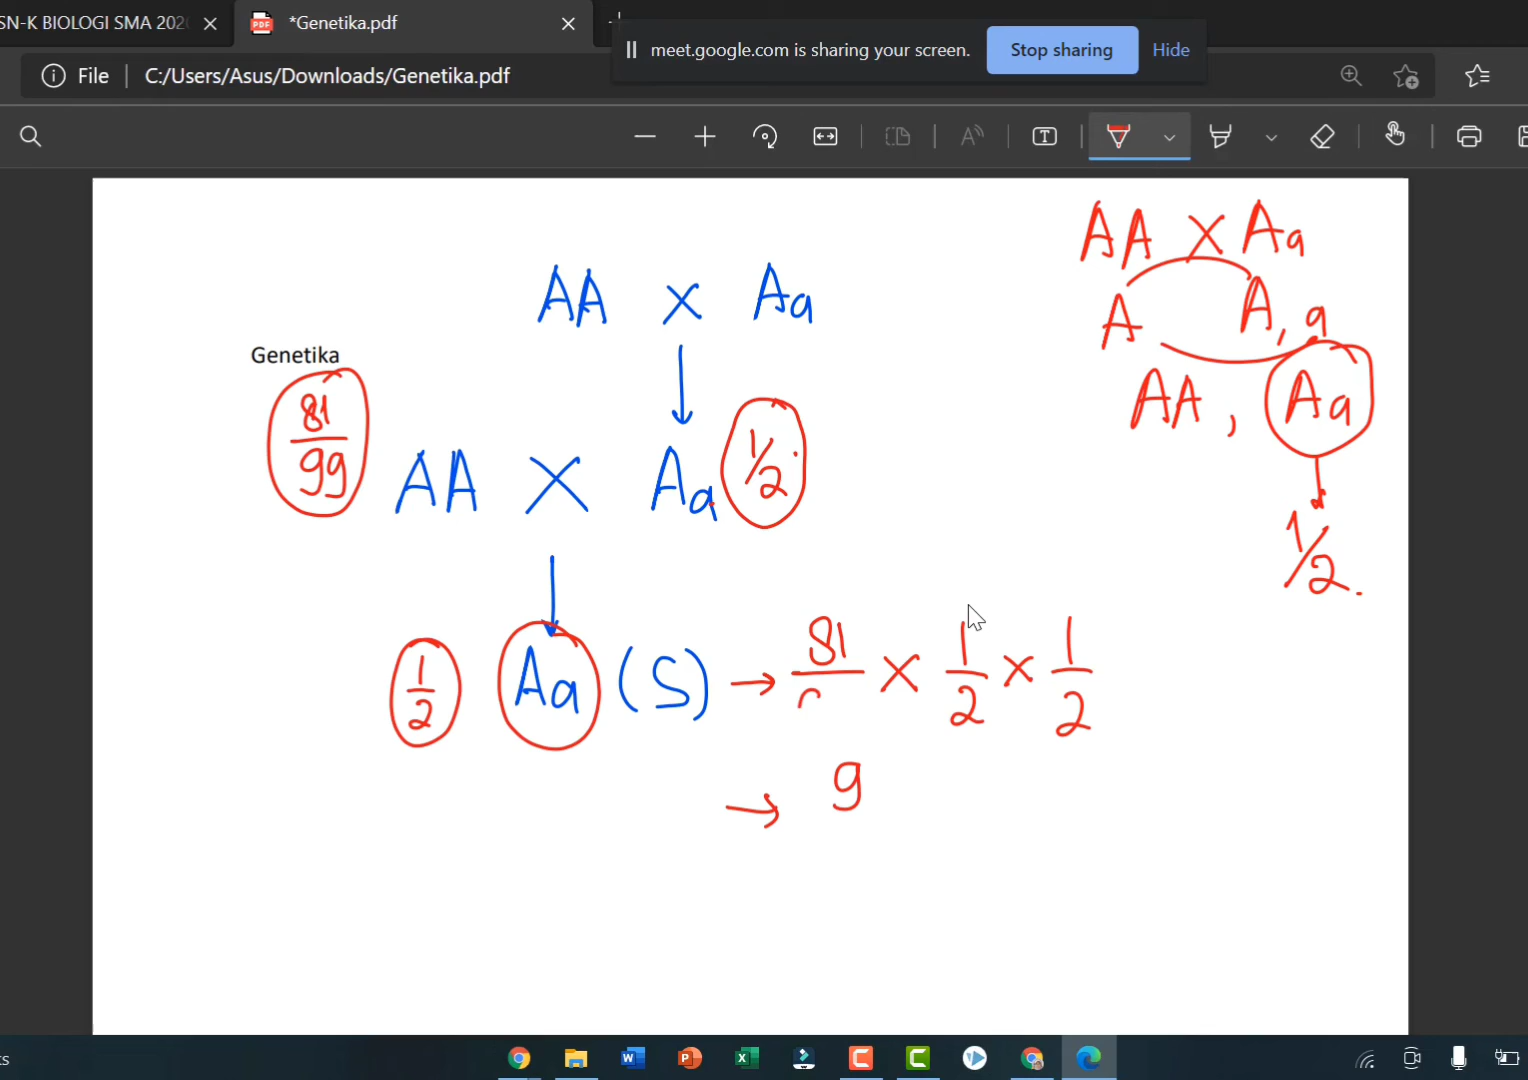 SN-K BIOLOGI SMA 202
*Genetika.pdf
meet.google.com is sharing your screen.
Stop sharing
Hide
File
C:/Users/Asus/Downloads/Genetika.pdf
AA x Aa
Genetika
81/99
AA x Aa 1/2
1/2 Aa (S) → 81/ x 1/2 x 1/2
→ 9
AA x Aa
A A, a
AA, Aa
1/2.